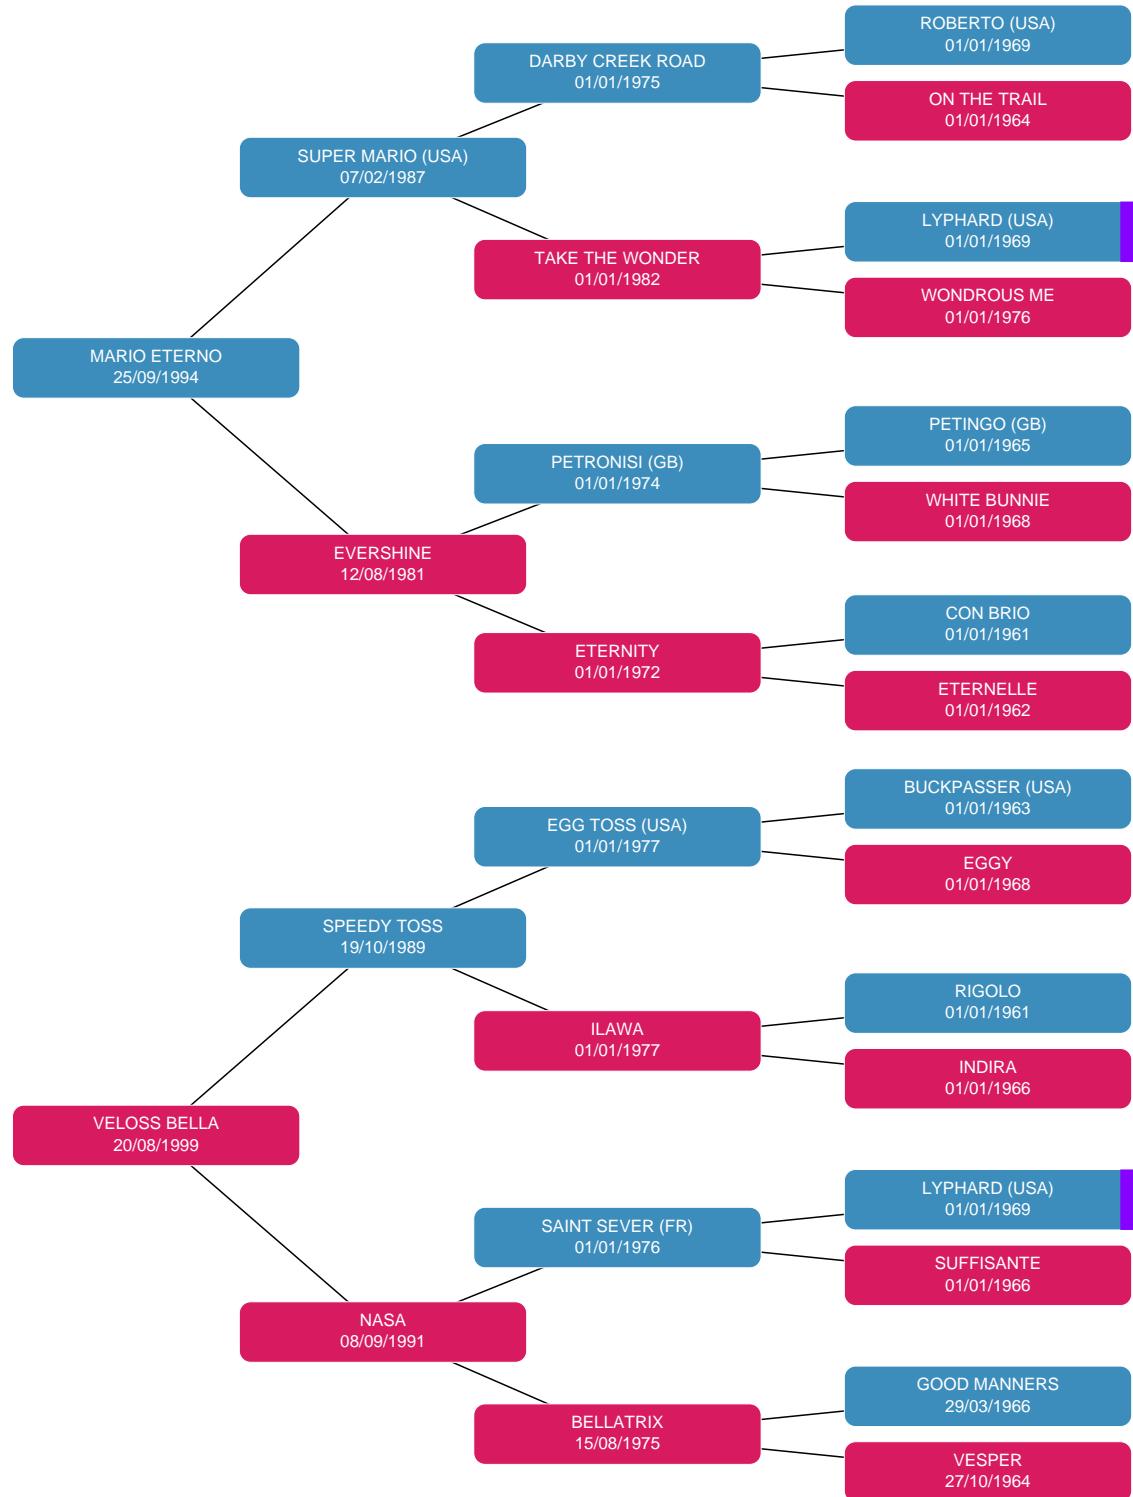 ROBERTO (USA)
01/01/1969
DARBY CREEK ROAD
01/01/1975
ON THE TRAIL
01/01/1964
SUPER MARIO (USA)
07/02/1987
LYPHARD (USA)
01/01/1969
TAKE THE WONDER
01/01/1982
WONDROUS ME
01/01/1976
MARIO ETERNO
25/09/1994
PETINGO (GB)
01/01/1965
PETRONISI (GB)
01/01/1974
WHITE BUNNIE
01/01/1968
EVERSHINE
12/08/1981
CON BRIO
01/01/1961
ETERNITY
01/01/1972
ETERNELLE
01/01/1962
BUCKPASSER (USA)
01/01/1963
EGG TOSS (USA)
01/01/1977
EGGY
01/01/1968
SPEEDY TOSS
19/10/1989
RIGOLO
01/01/1961
ILAWA
01/01/1977
INDIRA
01/01/1966
VELOSS BELLA
20/08/1999
LYPHARD (USA)
01/01/1969
SAINT SEVER (FR)
01/01/1976
SUFFISANTE
01/01/1966
NASA
08/09/1991
GOOD MANNERS
29/03/1966
BELLATRIX
15/08/1975
VESPER
27/10/1964